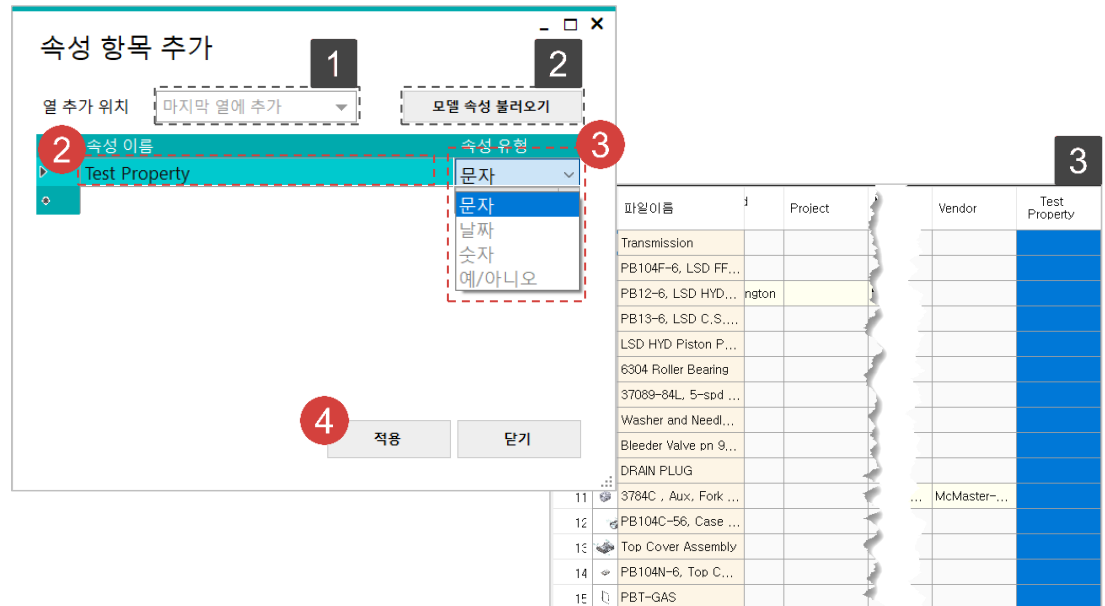 속성 항목 추가
1
2
열 추가 위치 마지막 열에 추가 모델 속성 불러오기
2 속성 이름 속성 유형 3
Test Property 문자
문자
날짜
숫자
예/아니오
4 적용 닫기
3
파일이름 Project Vendor Test
Property
Transmission
PB104F-6, LSD FF...
PB12-6, LSD HYD... ngton
PB13-6, LSD C.S....
LSD HYD Piston P...
6304 Roller Bearing
37089-84L, 5-spd ...
Washer and Needl...
Bleeder Valve pn 9...
DRAIN PLUG
11 3784C , Aux, Fork ... ... McMaster-...
12 PB104C-56, Case ...
13 Top Cover Assembly
14 PB104N-6, Top C...
15 PBT-GAS